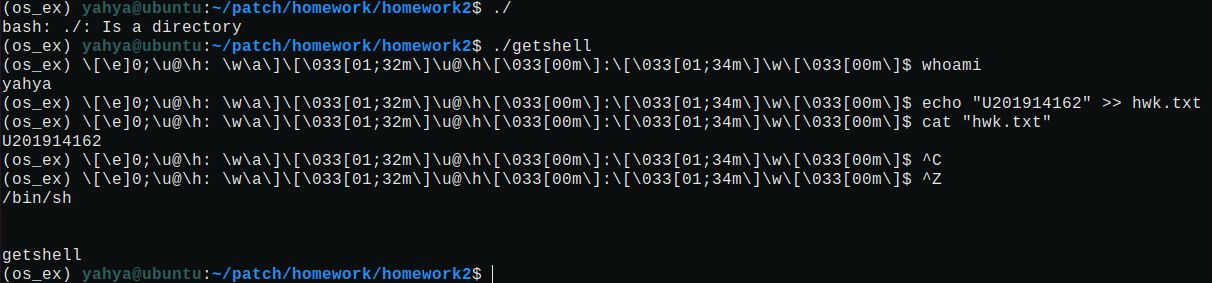 (os_ex) yahya@ubuntu:~/patch/homework/homework2$ ./
bash: ./: Is a directory
(os_ex) yahya@ubuntu:~/patch/homework/homework2$ ./getshell
(os_ex) \[\e]0;\u@\h: \w\a\]\[\033[01;32m\]\u@\h\[\033[00m\]:\[\033[01;34m\]\w\[\033[00m\]$ whoami
yahya
(os_ex) \[\e]0;\u@\h: \w\a\]\[\033[01;32m\]\u@\h\[\033[00m\]:\[\033[01;34m\]\w\[\033[00m\]$ echo "U201914162" >> hwk.txt
(os_ex) \[\e]0;\u@\h: \w\a\]\[\033[01;32m\]\u@\h\[\033[00m\]:\[\033[01;34m\]\w\[\033[00m\]$ cat "hwk.txt"
U201914162
(os_ex) \[\e]0;\u@\h: \w\a\]\[\033[01;32m\]\u@\h\[\033[00m\]:\[\033[01;34m\]\w\[\033[00m\]$ ^C
(os_ex) \[\e]0;\u@\h: \w\a\]\[\033[01;32m\]\u@\h\[\033[00m\]:\[\033[01;34m\]\w\[\033[00m\]$ ^Z
/bin/sh
getshell
(os_ex) yahya@ubuntu:~/patch/homework/homework2$